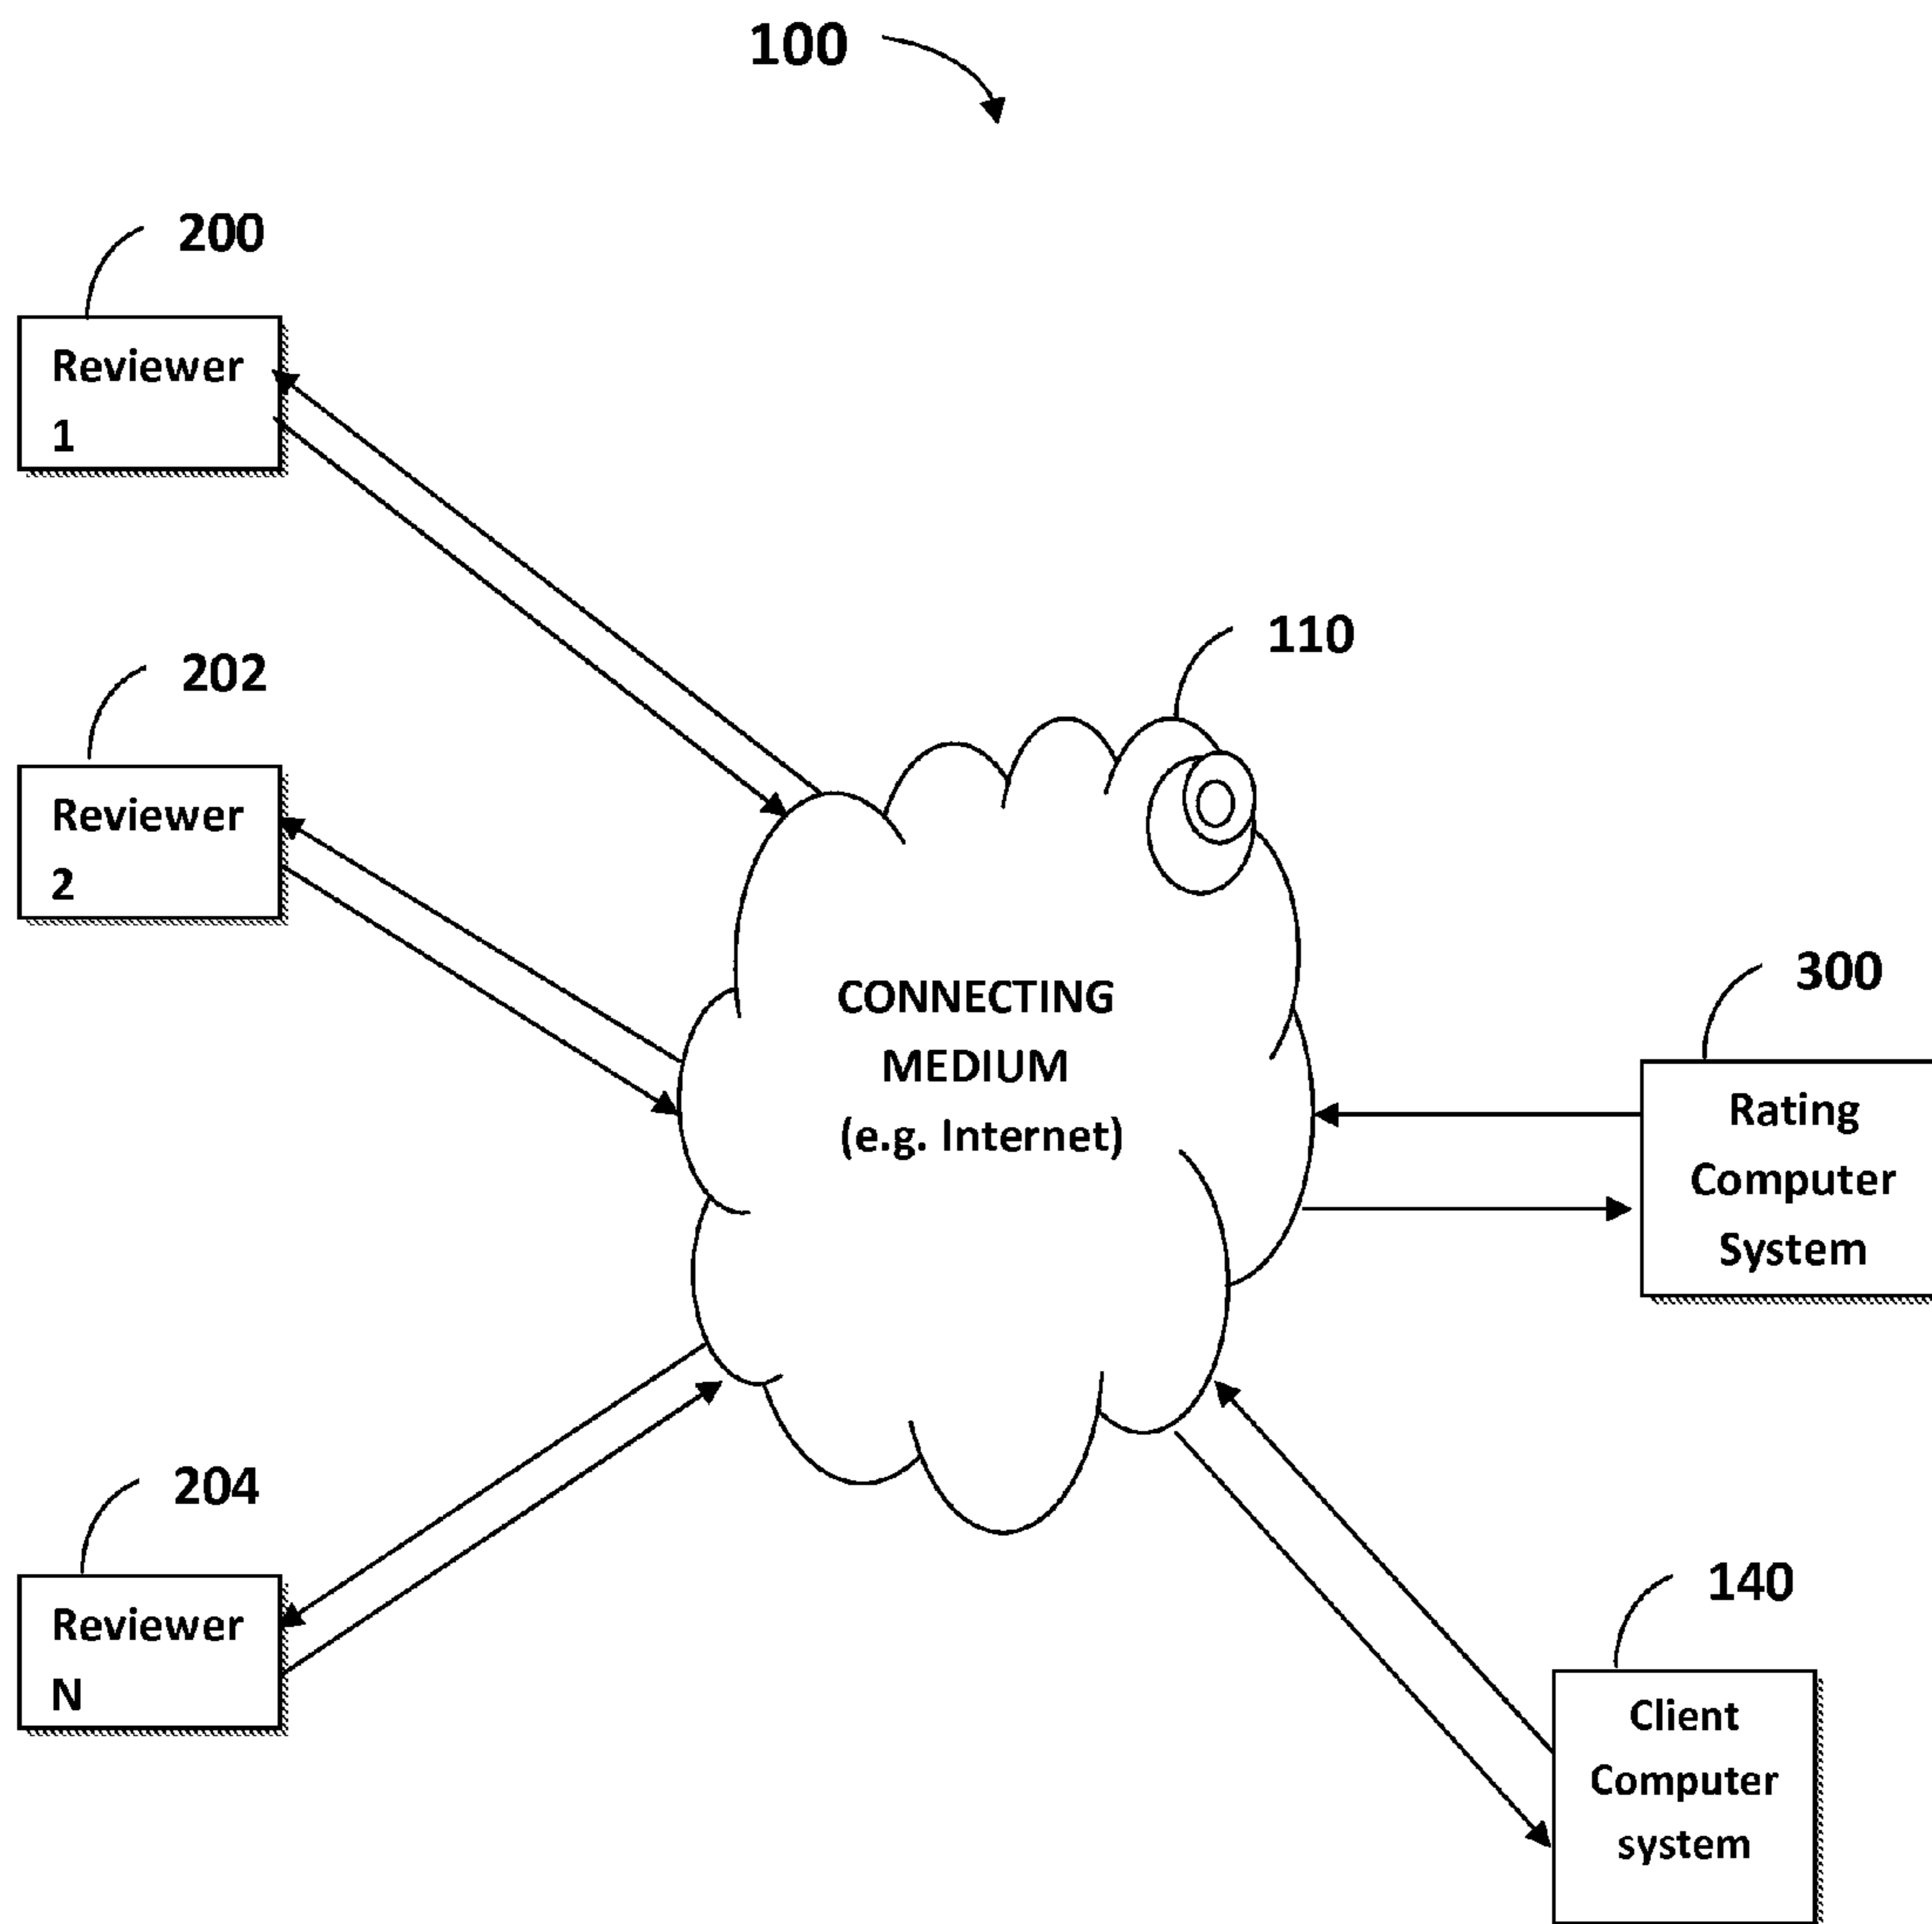 100
200
Reviewer
1
202
Reviewer
2
110
CONNECTING
MEDIUM
(e.g. Internet)
300
Rating
Computer
System
204
Reviewer
N
140
Client
Computer
system